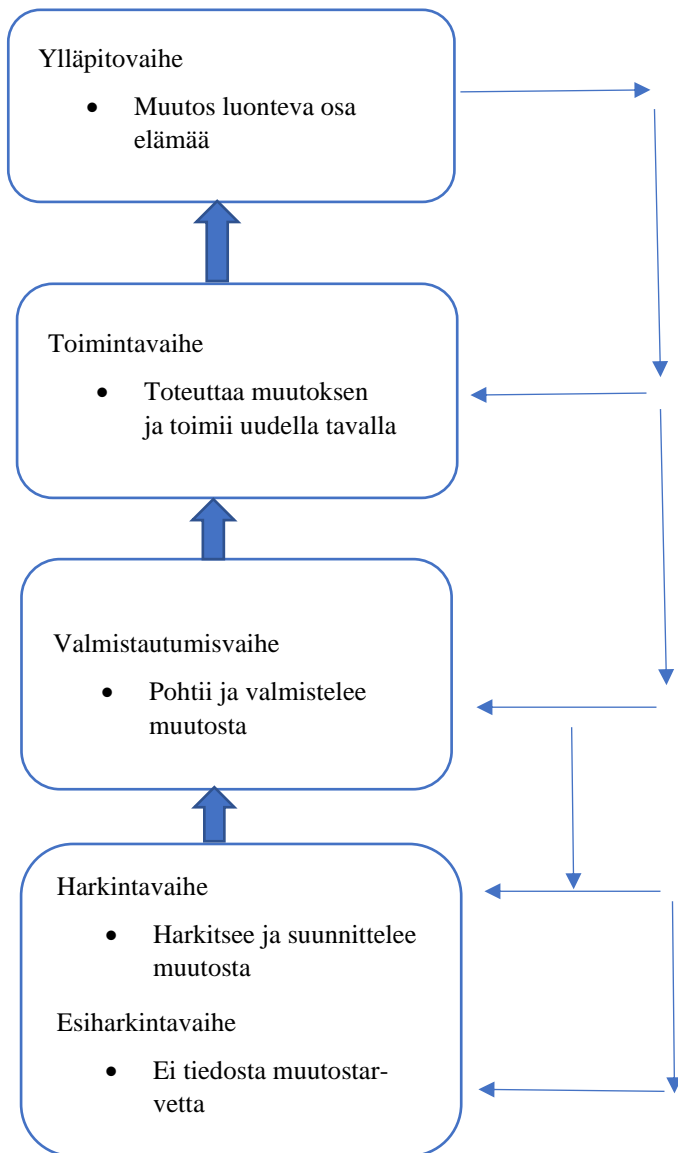 Ylläpitovaihe
• Muutos luonteva osa
elämää
Toimintavaihe
• Toteuttaa muutoksen
ja toimii uudella tavalla
Valmistautumisvaihe
• Pohtii ja valmistelee
muutosta
Harkintavaihe
• Harkitsee ja suunnittelee
muutosta
Esiharkintavaihe
• Ei tiedosta muutostar-
vetta